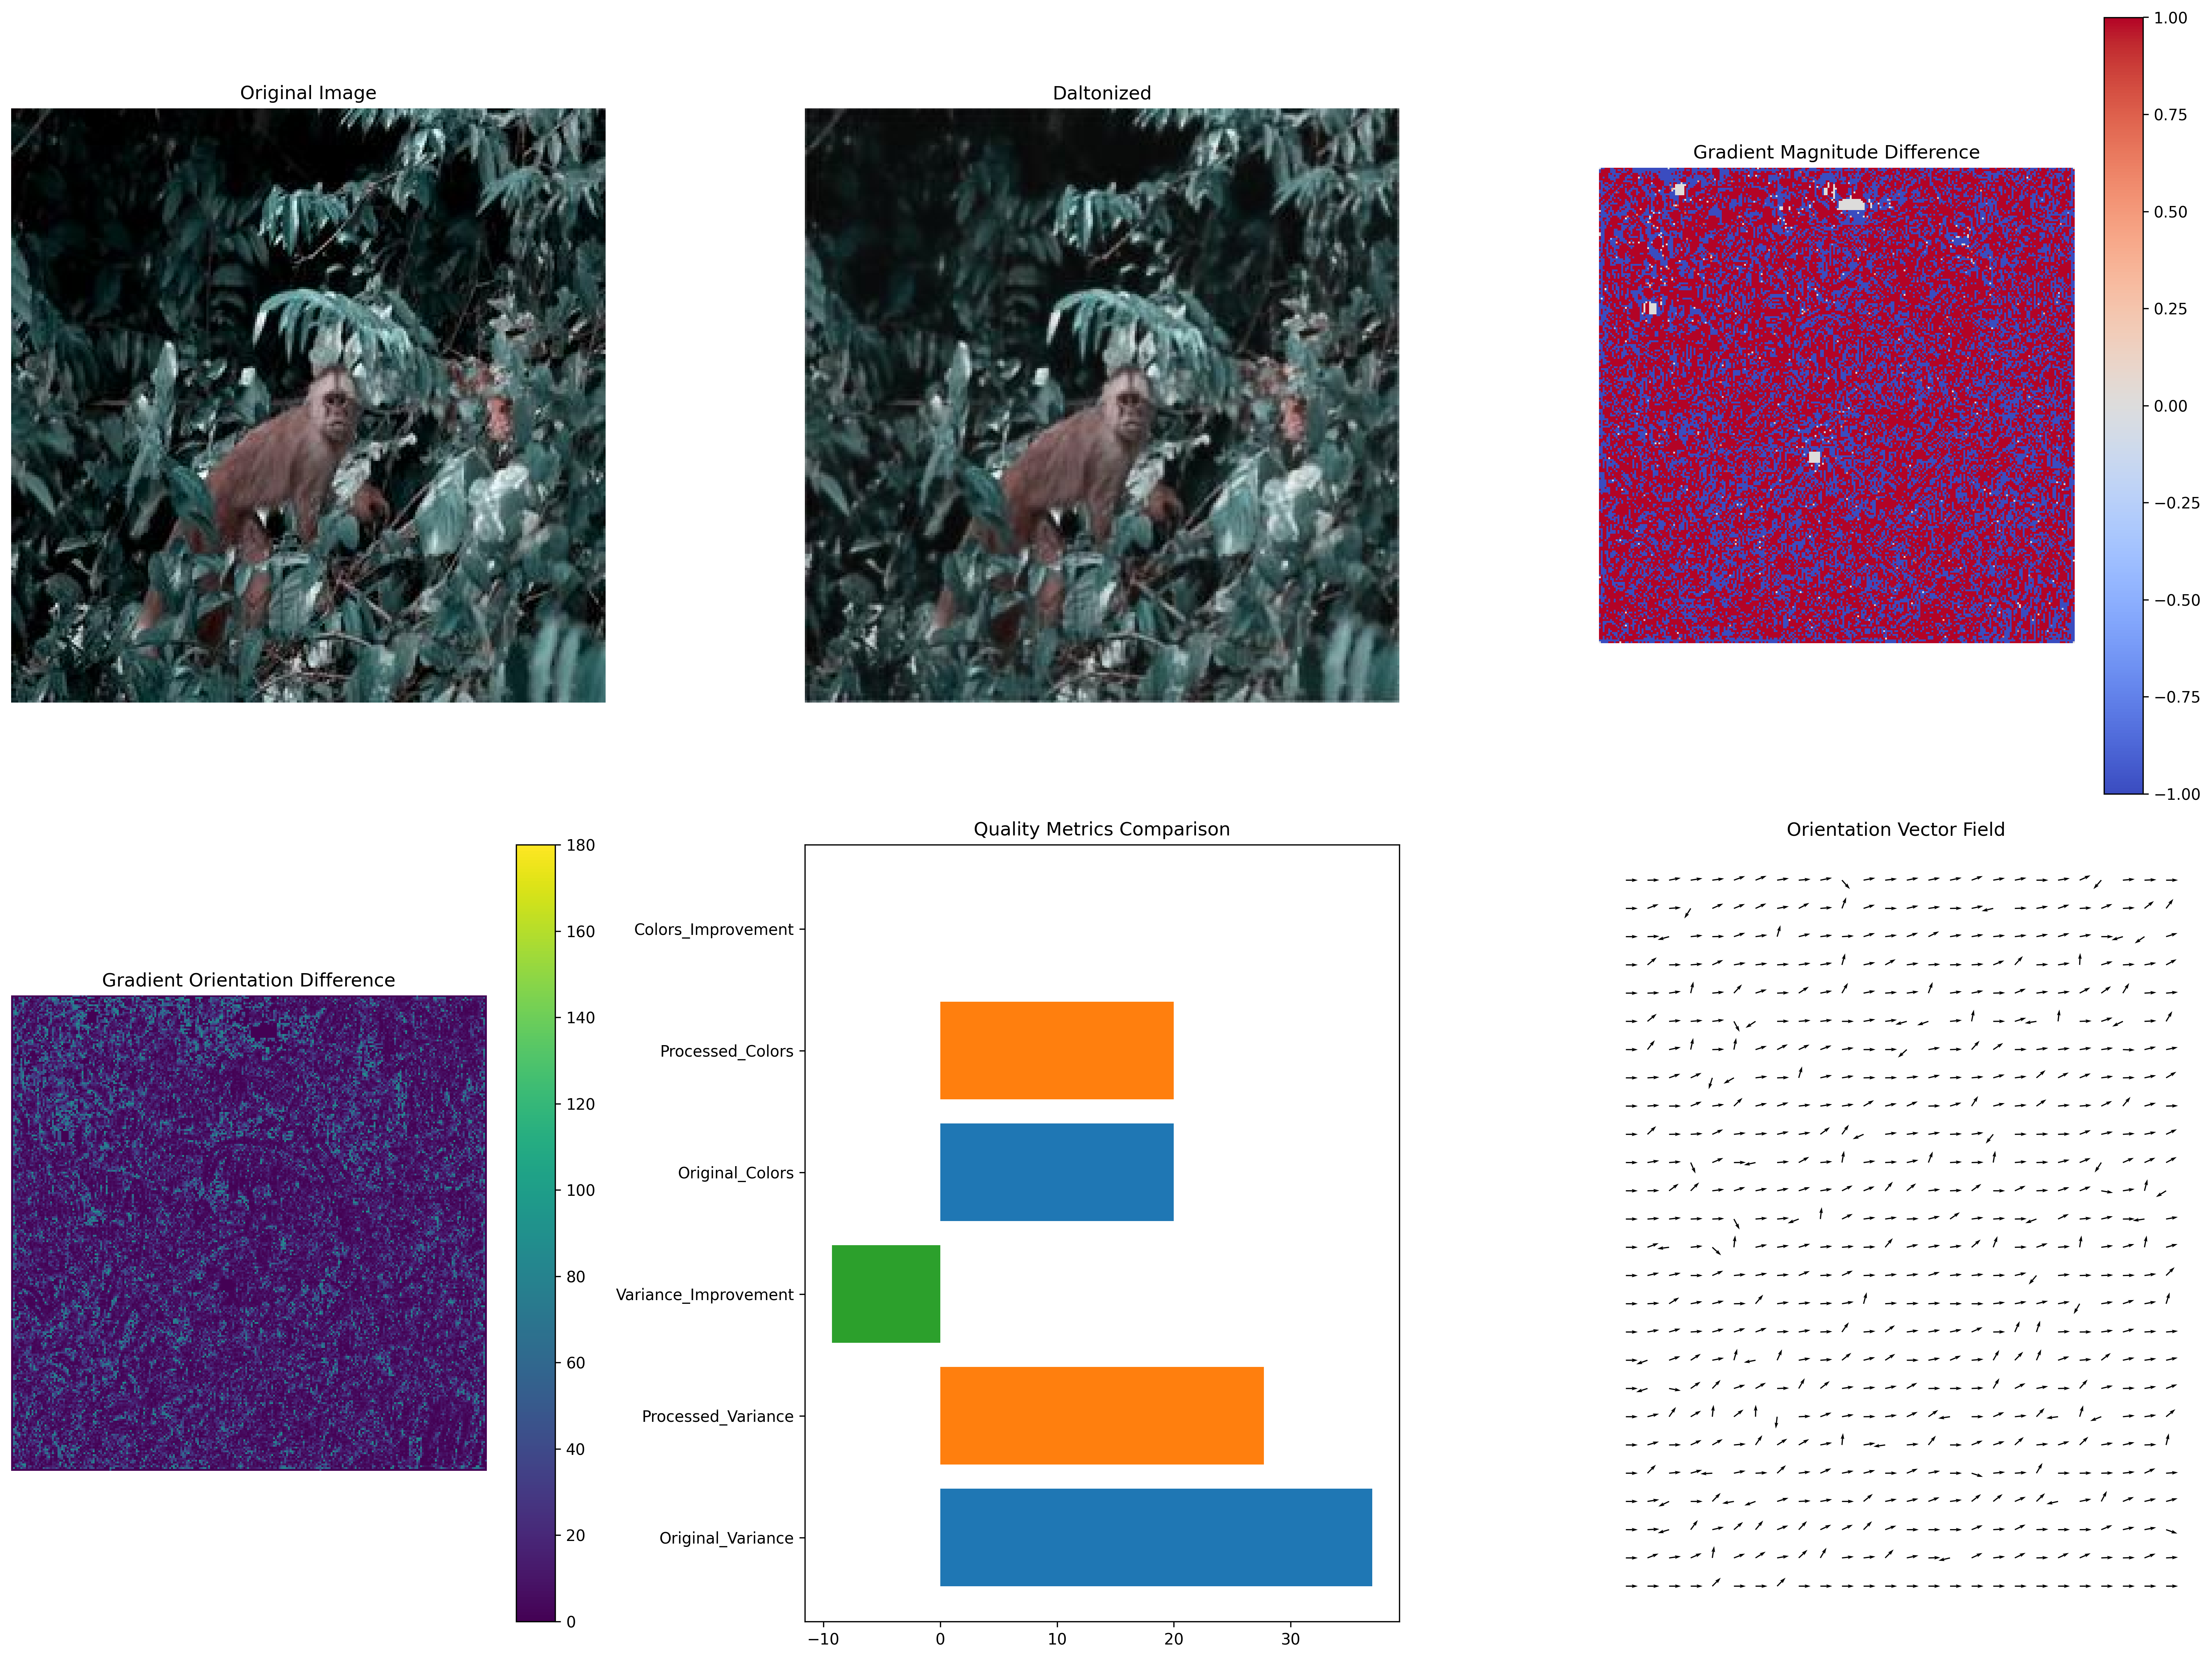 Original Image
Daltonized
Gradient Magnitude Difference
1.00
0.75
0.50
0.25
0.00
−0.25
−0.50
−0.75
−1.00
Gradient Orientation Difference
180
160
140
120
100
80
60
40
20
0
Quality Metrics Comparison
Colors_Improvement
Processed_Colors
Original_Colors
Variance_Improvement
Processed_Variance
Original_Variance
−10 0 10 20 30
Orientation Vector Field